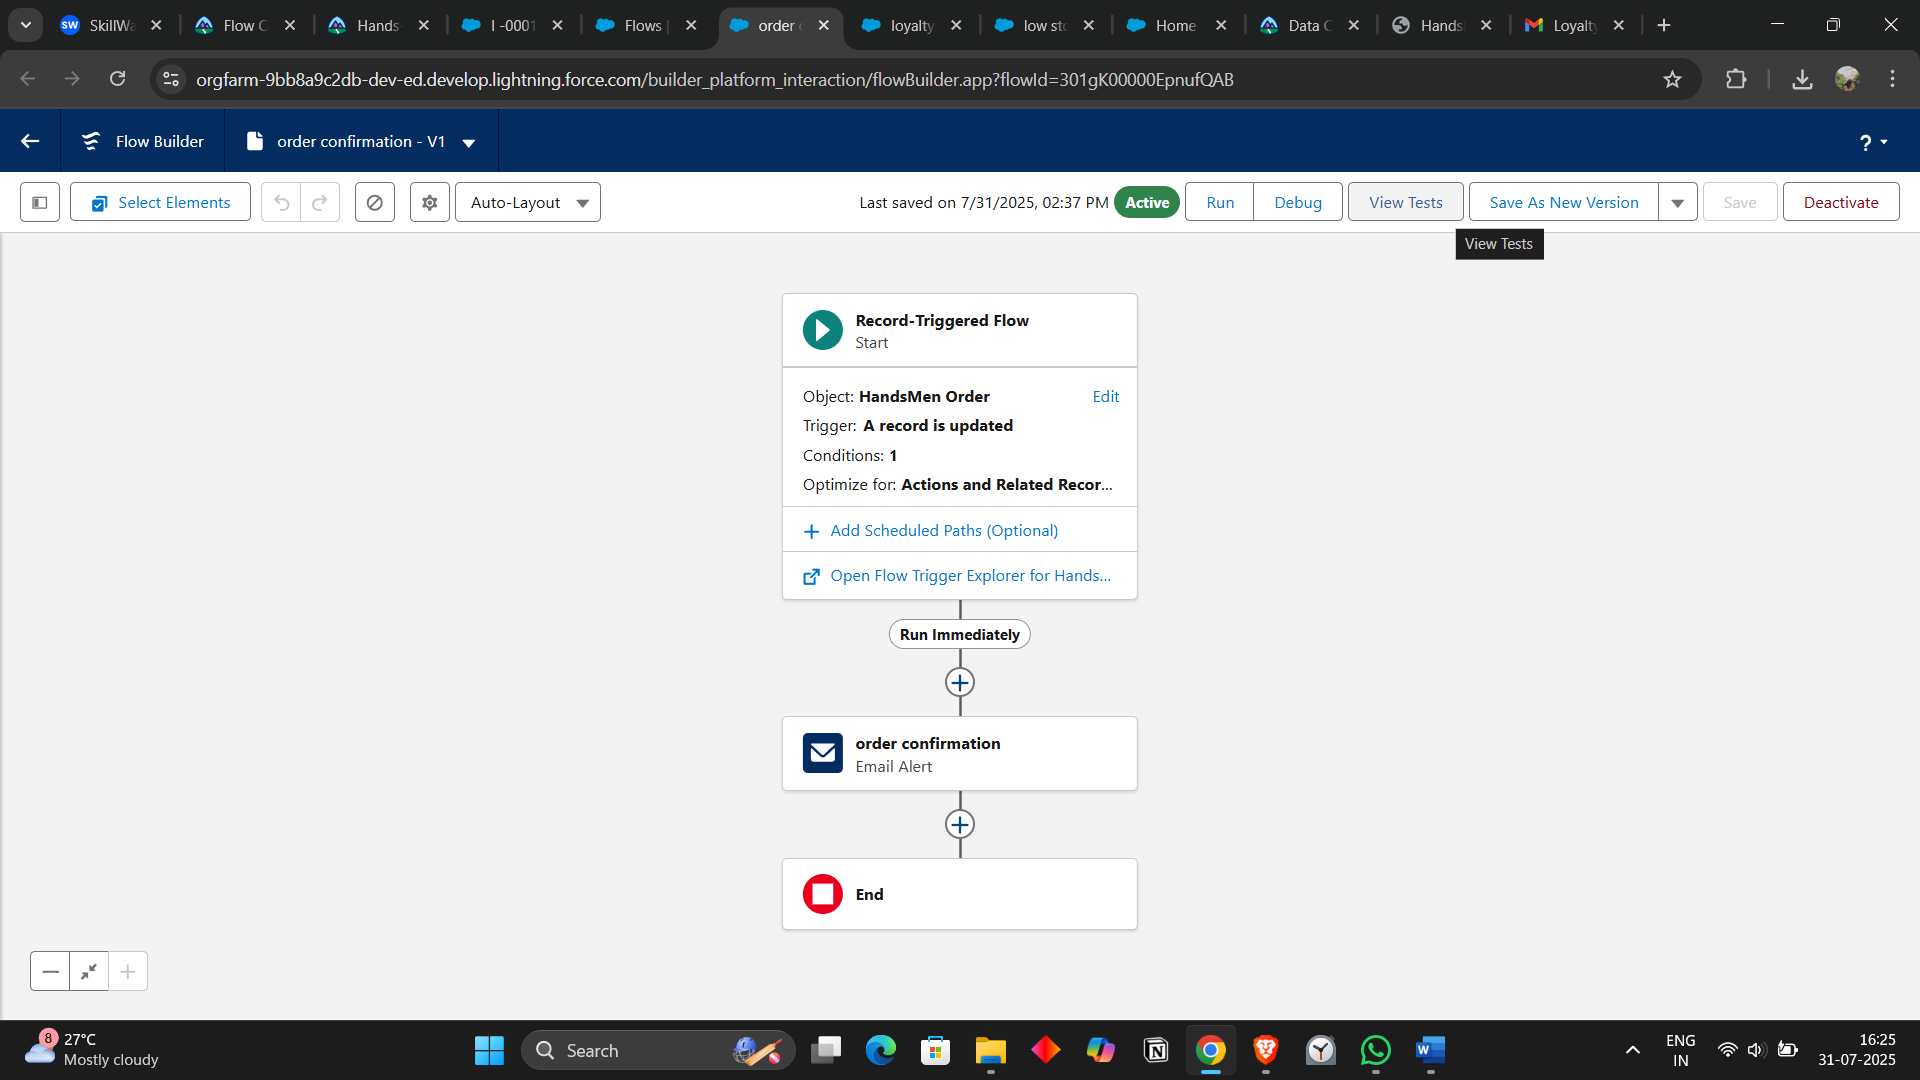 SkillWa
Flow C
Hands-
I -0001
Flows |
order c
loyalty
low sto
Home
Data C
Hands
Loyalty
orgfarm-9bb8a9c2db-dev-ed.develop.lightning.force.com/builder_platform_interaction/flowBuilder.app?flowId=301gK00000EpnufQAB
Flow Builder
order confirmation - V1
?
Select Elements
Auto-Layout
Last saved on 7/31/2025, 02:37 PM
Active
Run
Debug
View Tests
Save As New Version
Save
Deactivate
View Tests
Record-Triggered Flow
Start
Object: HandsMen Order
Edit
Trigger: A record is updated
Conditions: 1
Optimize for: Actions and Related Recor...
Add Scheduled Paths (Optional)
Open Flow Trigger Explorer for Hands...
Run Immediately
order confirmation
Email Alert
End
8
27°C
Mostly cloudy
Search
ENG
IN
16:25
31-07-2025